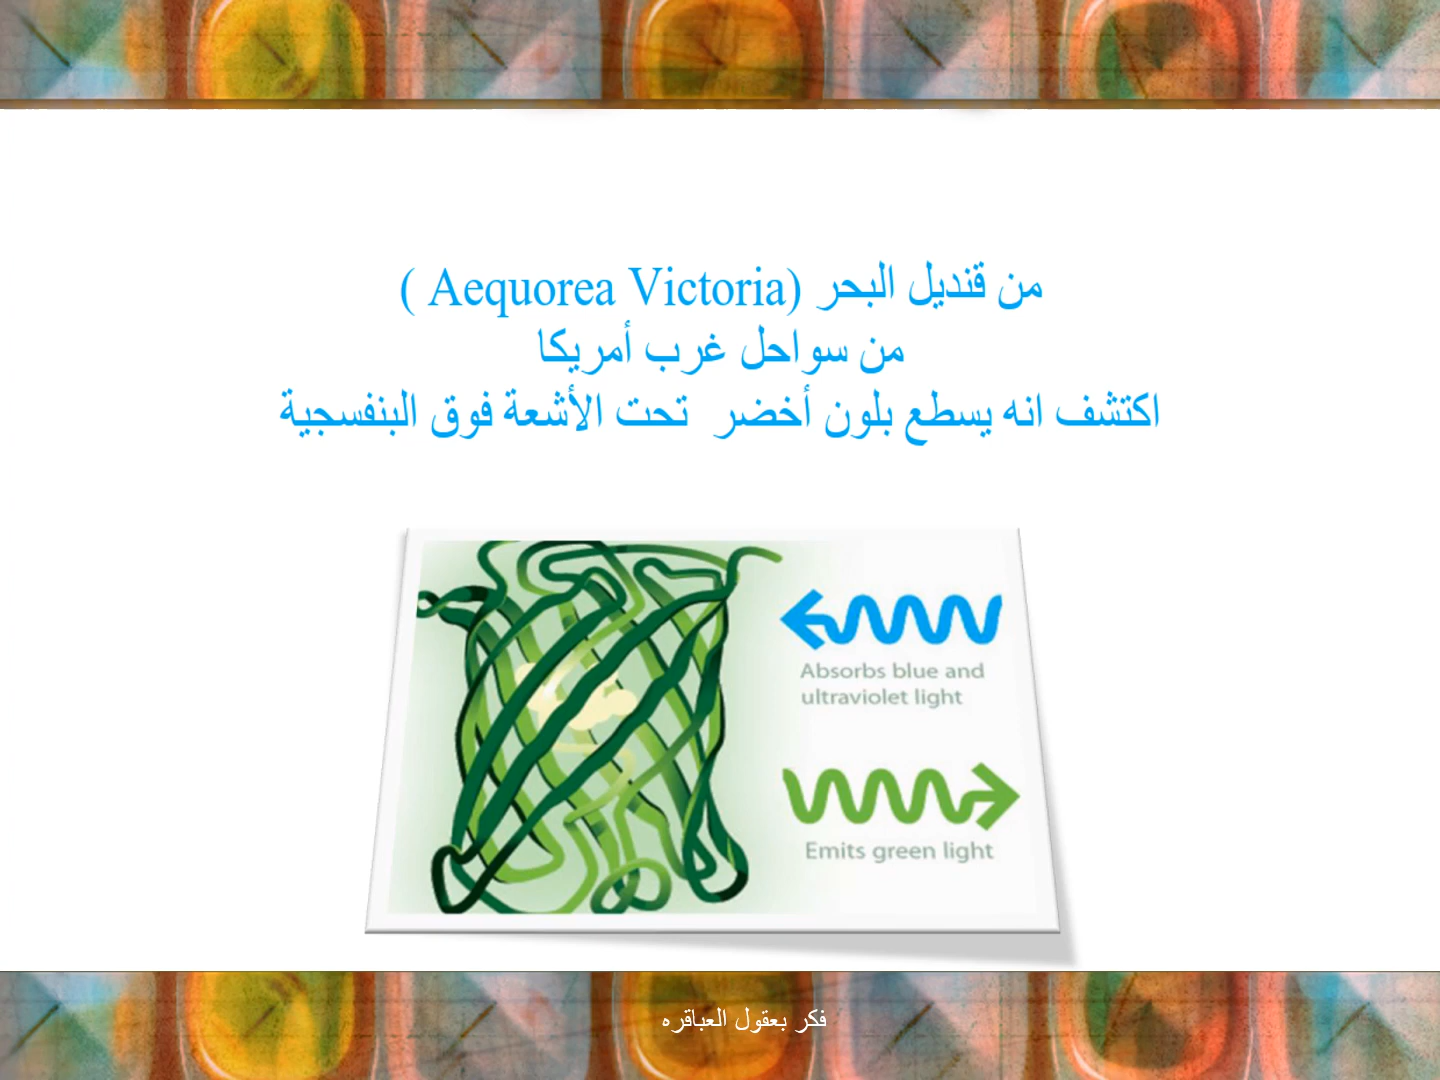 من قنديل البحر (Aequorea Victoria )
من سواحل غرب أمريكا
اكتشف انه يسطع بلون أخضر  تحت الأشعة فوق البنفسجية
Absorbs blue and
ultraviolet light
Emits green light
فكر بعقول العباقره